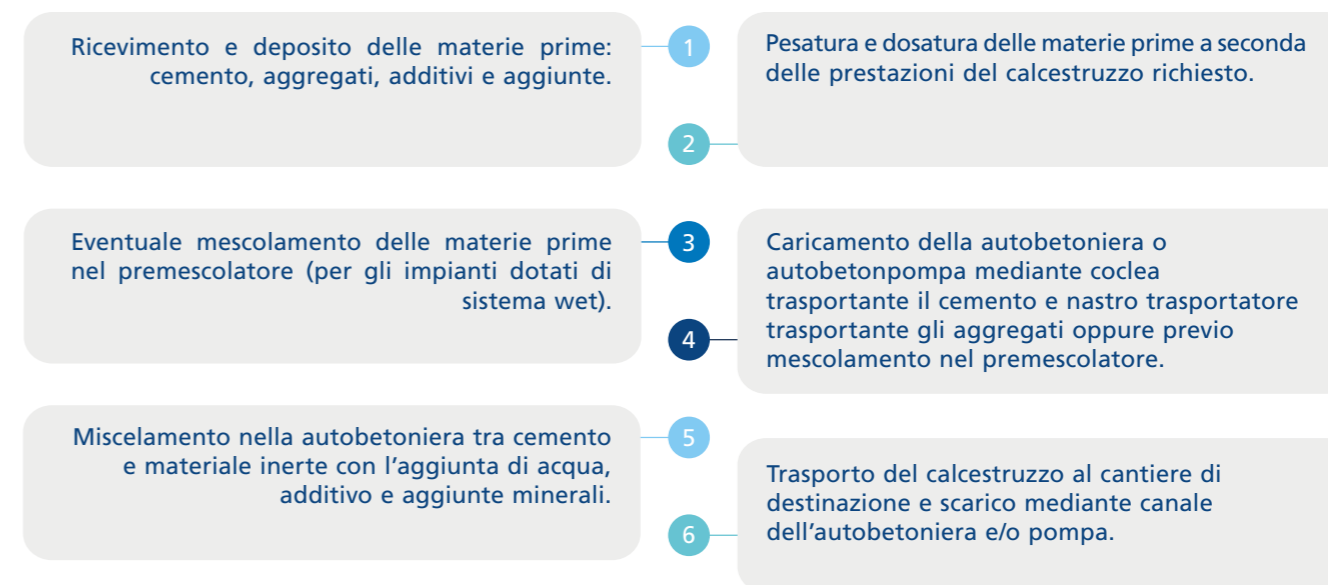 Ricevimento e deposito delle materie prime:
cemento, aggregati, additivi e aggiunte.
1
Pesatura e dosatura delle materie prime a seconda
delle prestazioni del calcestruzzo richiesto.
2
Eventuale mescolamento delle materie prime
nel premescolatore (per gli impianti dotati di
sistema wet).
3
Caricamento della autobetoniera o
autobetonpompa mediante coclea
trasportante il cemento e nastro trasportatore
trasportante gli aggregati oppure previo
mescolamento nel premescolatore.
4
Miscelamento nella autobetoniera tra cemento
e materiale inerte con l’aggiunta di acqua,
additivo e aggiunte minerali.
5
Trasporto del calcestruzzo al cantiere di
destinazione e scarico mediante canale
dell’autobetoniera e/o pompa.
6